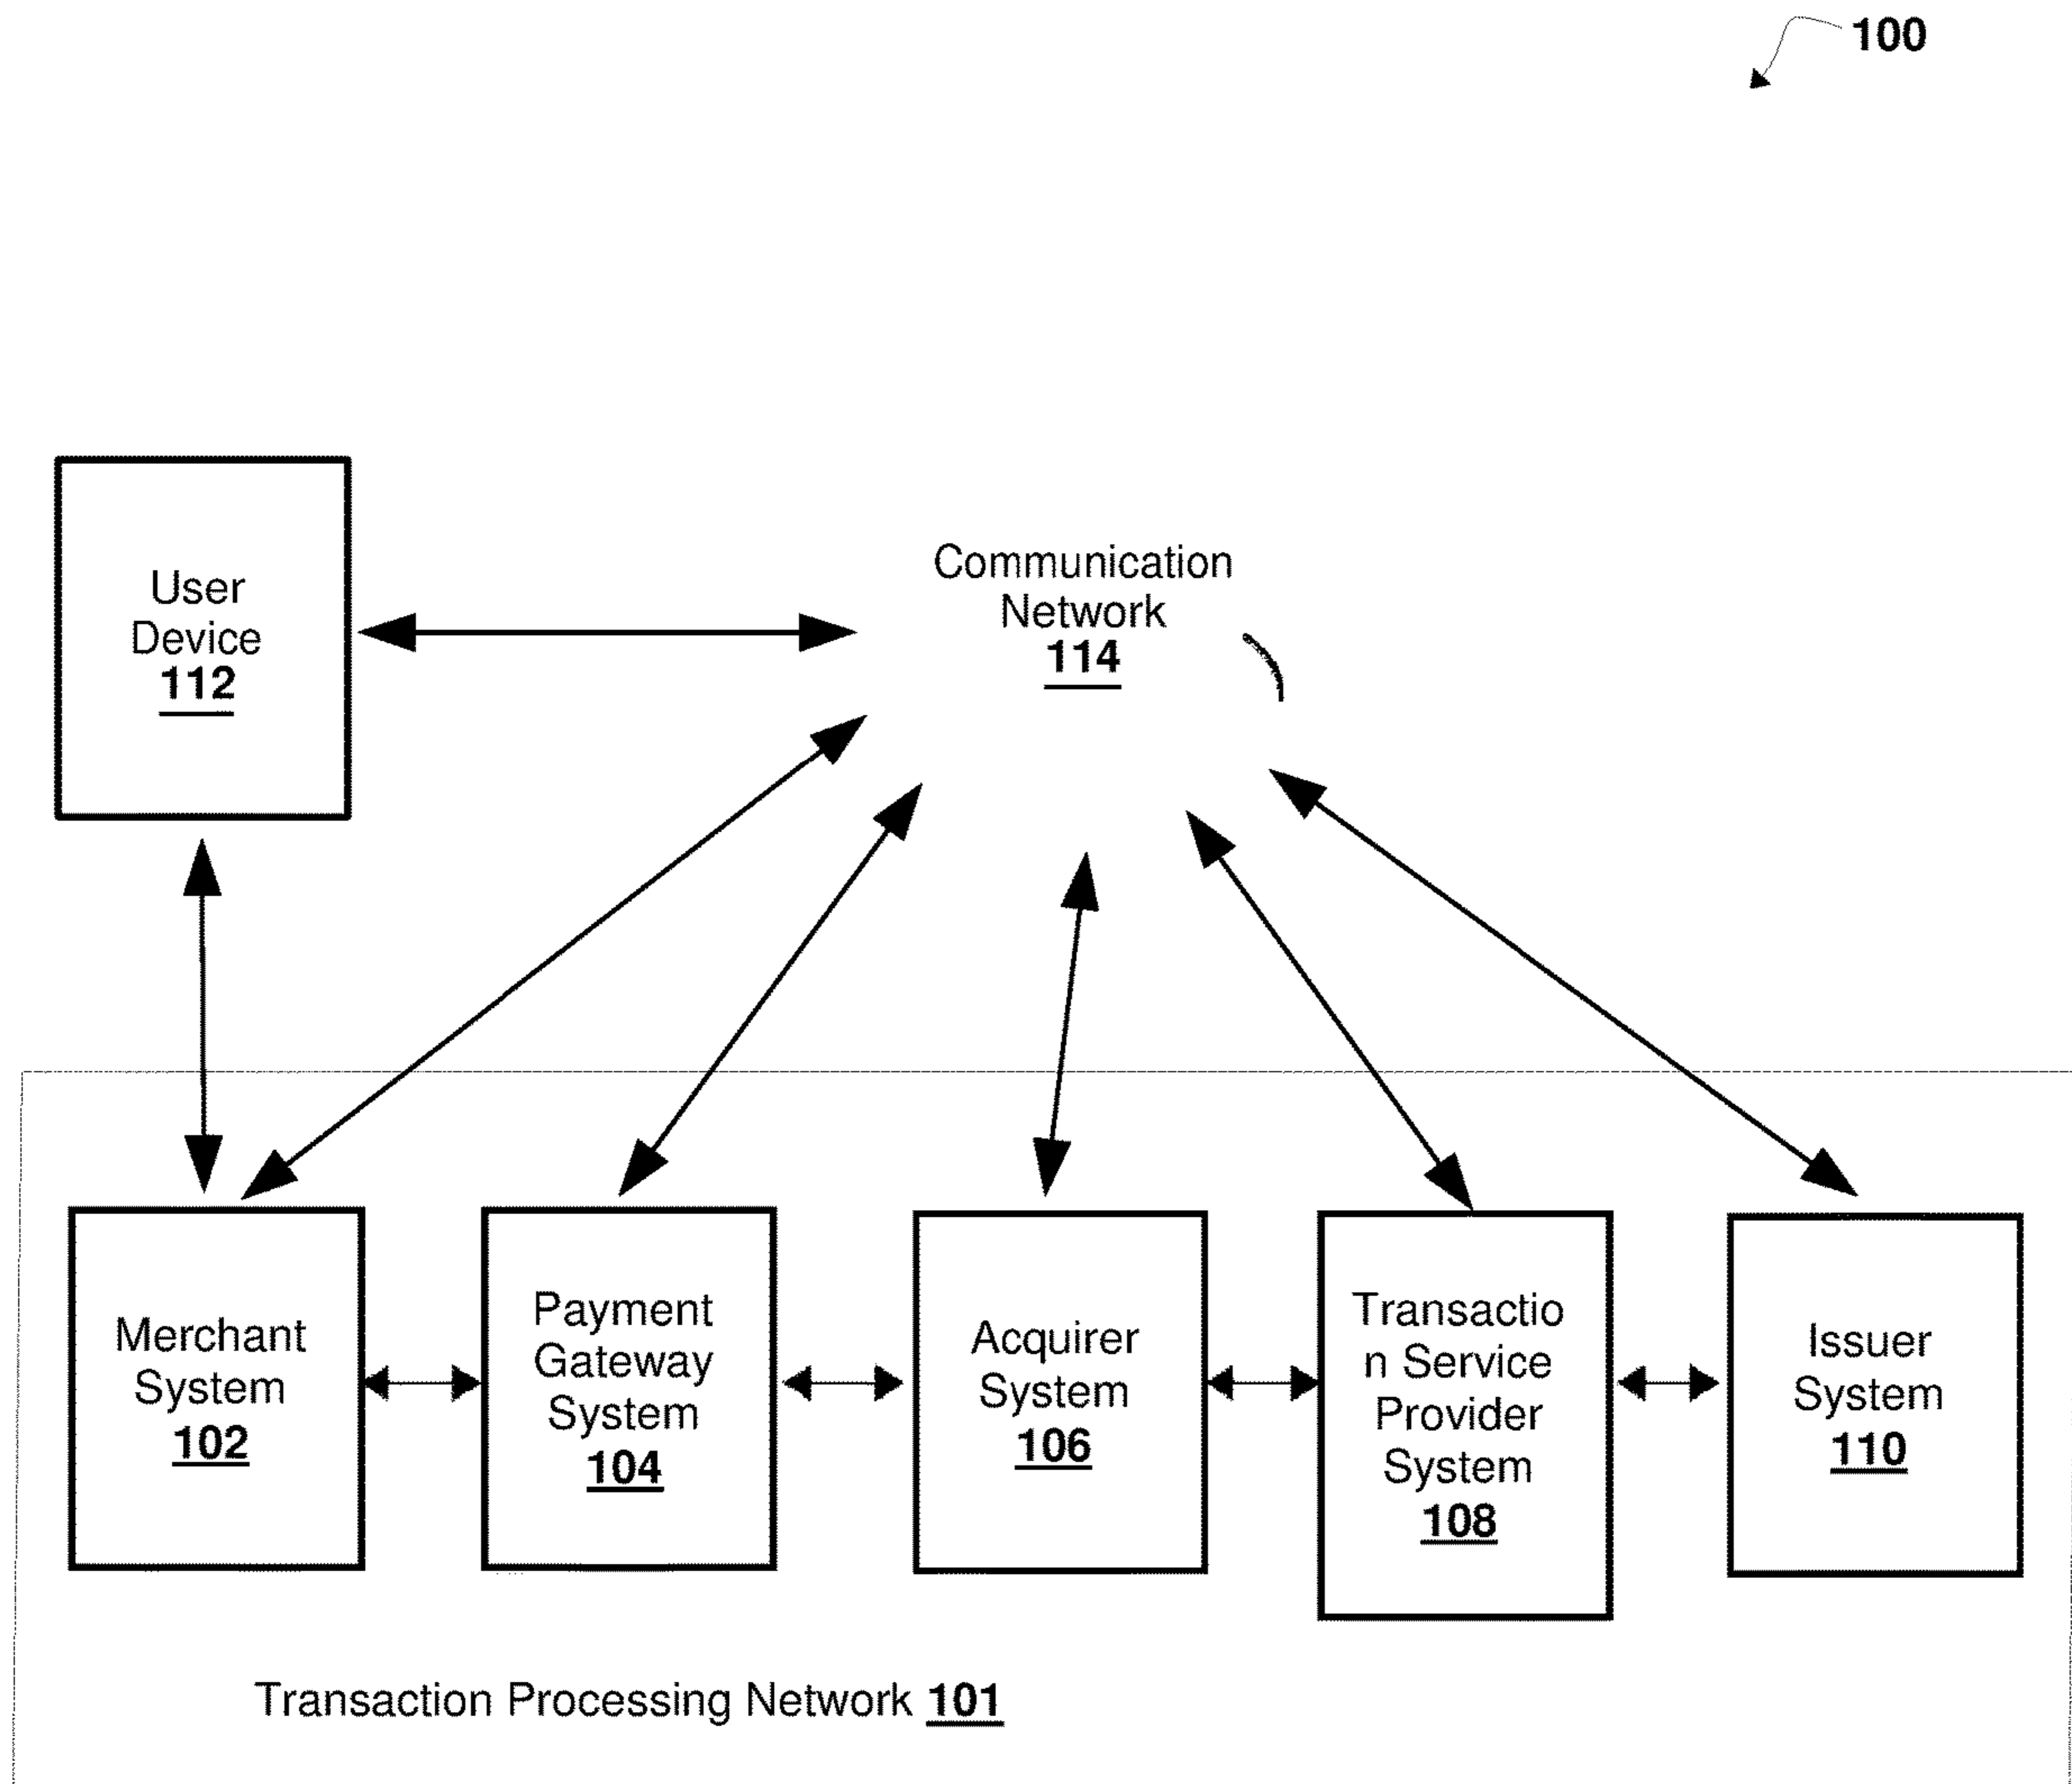 100
User
Device
112
Communication
Network
114
Merchant
System
102
Payment
Gateway
System
104
Acquirer
System
106
Transactio
n Service
Provider
System
108
Issuer
System
110
Transaction Processing Network 101